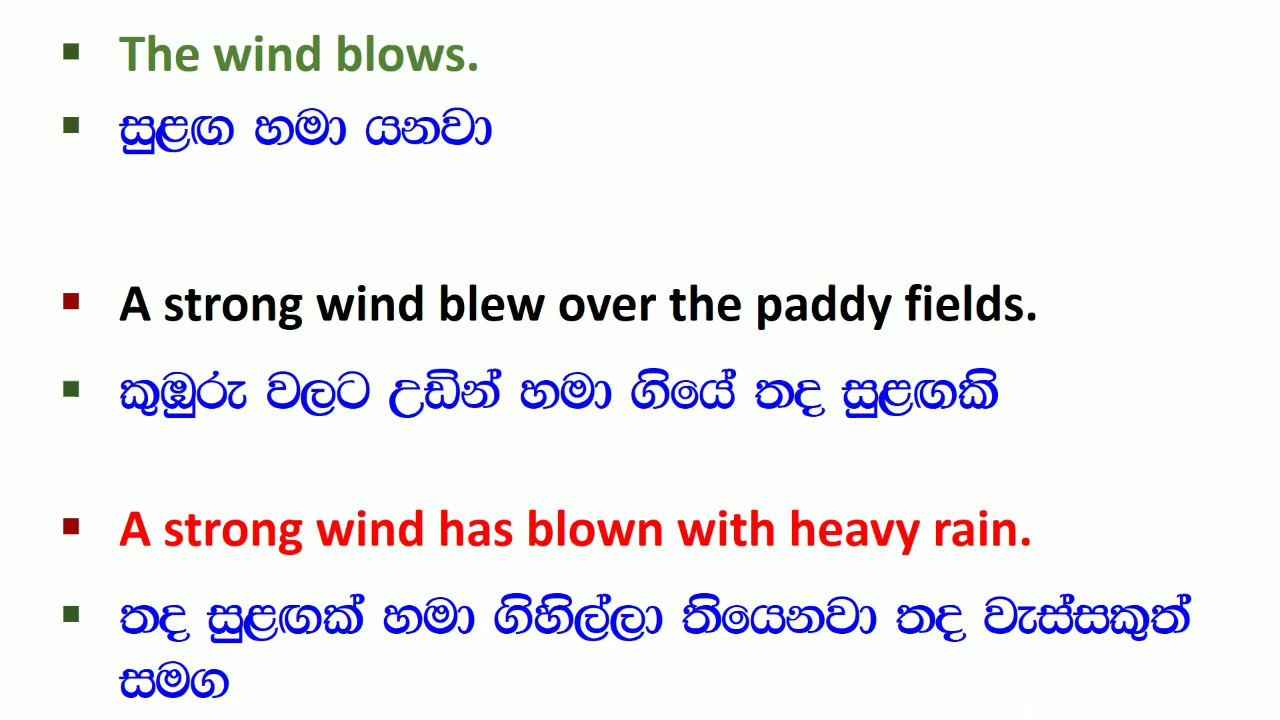 The wind blows.
සුළඟ හමා යනවා
A strong wind blew over the paddy fields.
කුඹුරු වලට උඩින් හමා ගියේ තද සුළඟකි
A strong wind has blown with heavy rain.
තද සුළඟක් හමා ගිහිල්ලා තියෙනවා තද වැස්සකුත්
සමග